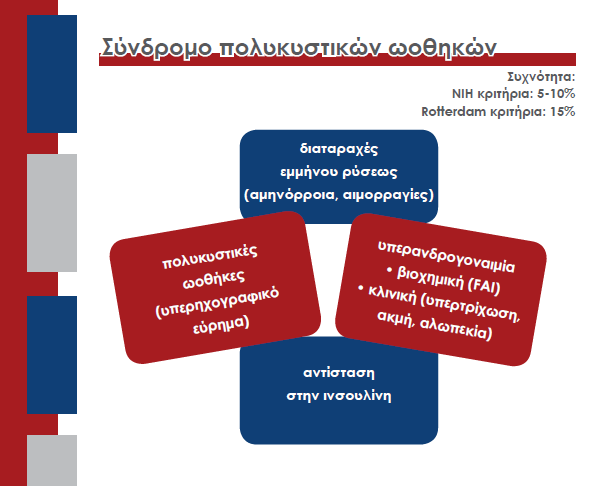 Σύνδρομο πολυκυστικών ωοθηκών
Συχνότητα:
NIH κριτήρια: 5-10%
Rotterdam κριτήρια: 15%
διαταραχές
εμμήνου ρύσεως
(αμηνόρροια, αιμορραγίες)
πολυκυστικές
ωοθήκες
(υπερηχογραφικό
εύρημα)
υπερανδρογοναιμία
• βιοχημική (FAI)
• κλινική (υπερτρίχωση,
ακμή, αλωπεκία)
αντίσταση
στην ινσουλίνη